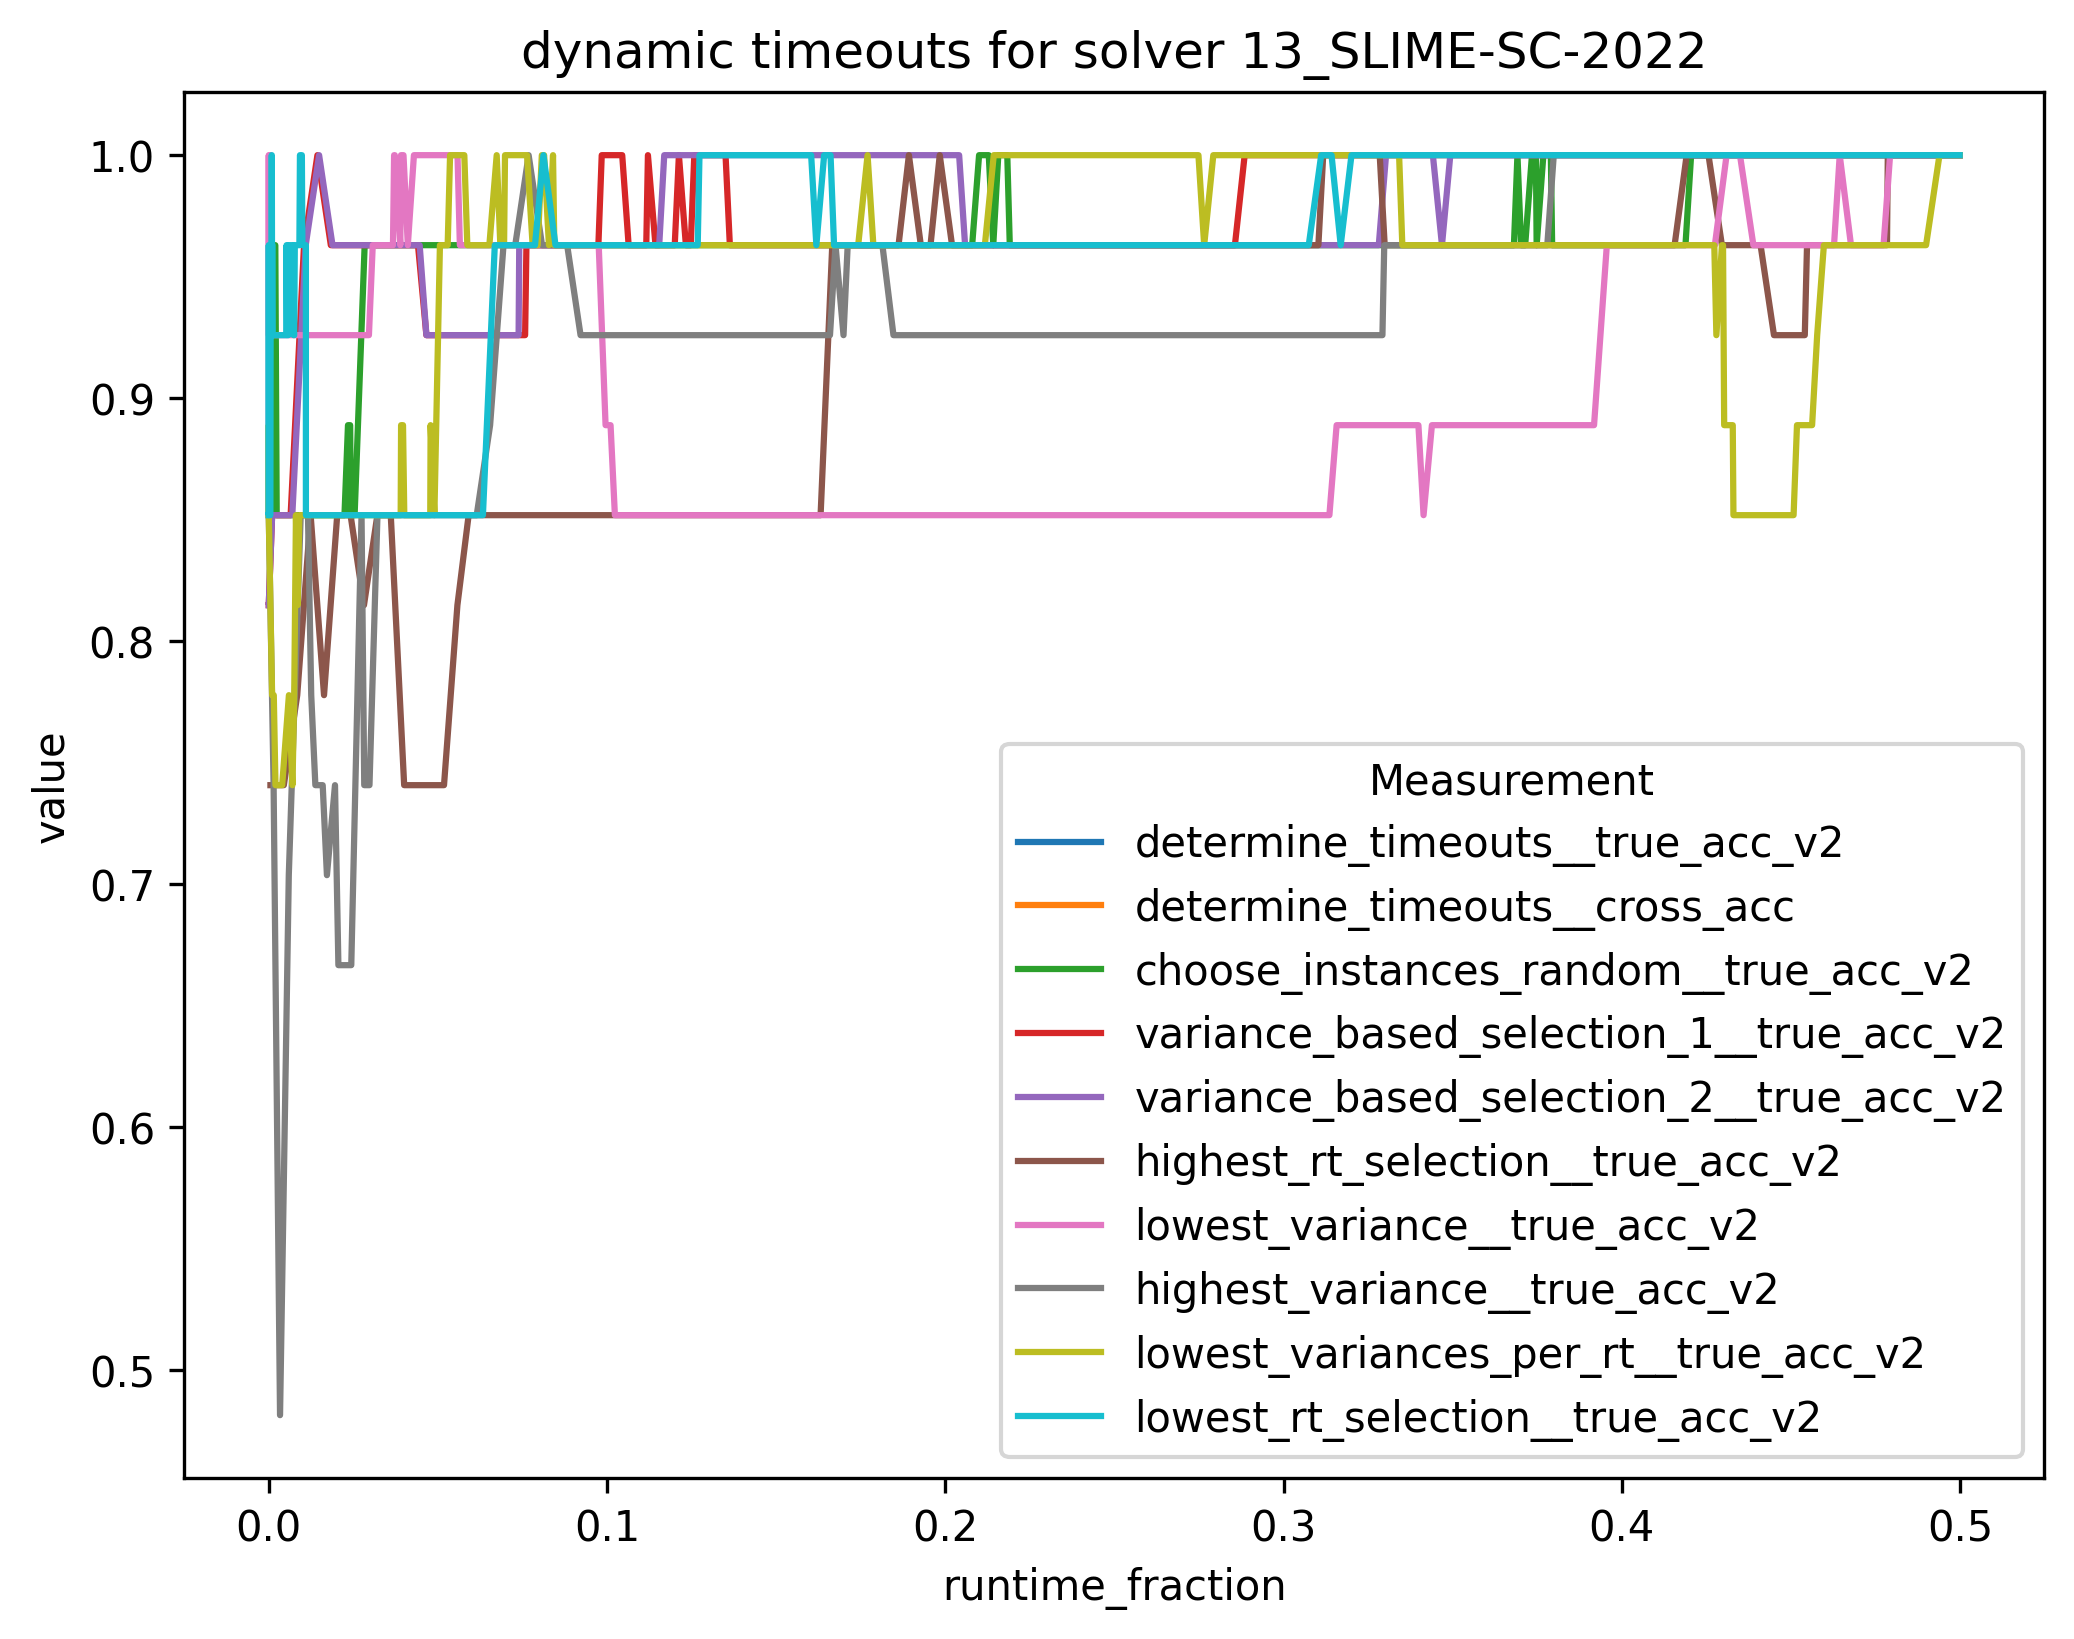 dynamic timeouts for solver 13_SLIME-SC-2022
1.0
0.9
0.8
0.7
0.6
0.5
value
0.0 0.1 0.2 0.3 0.4 0.5
runtime_fraction
Measurement
determine_timeouts__true_acc_v2
determine_timeouts__cross_acc
choose_instances_random__true_acc_v2
variance_based_selection_1__true_acc_v2
variance_based_selection_2__true_acc_v2
highest_rt_selection__true_acc_v2
lowest_variance__true_acc_v2
highest_variance__true_acc_v2
lowest_variances_per_rt__true_acc_v2
lowest_rt_selection__true_acc_v2